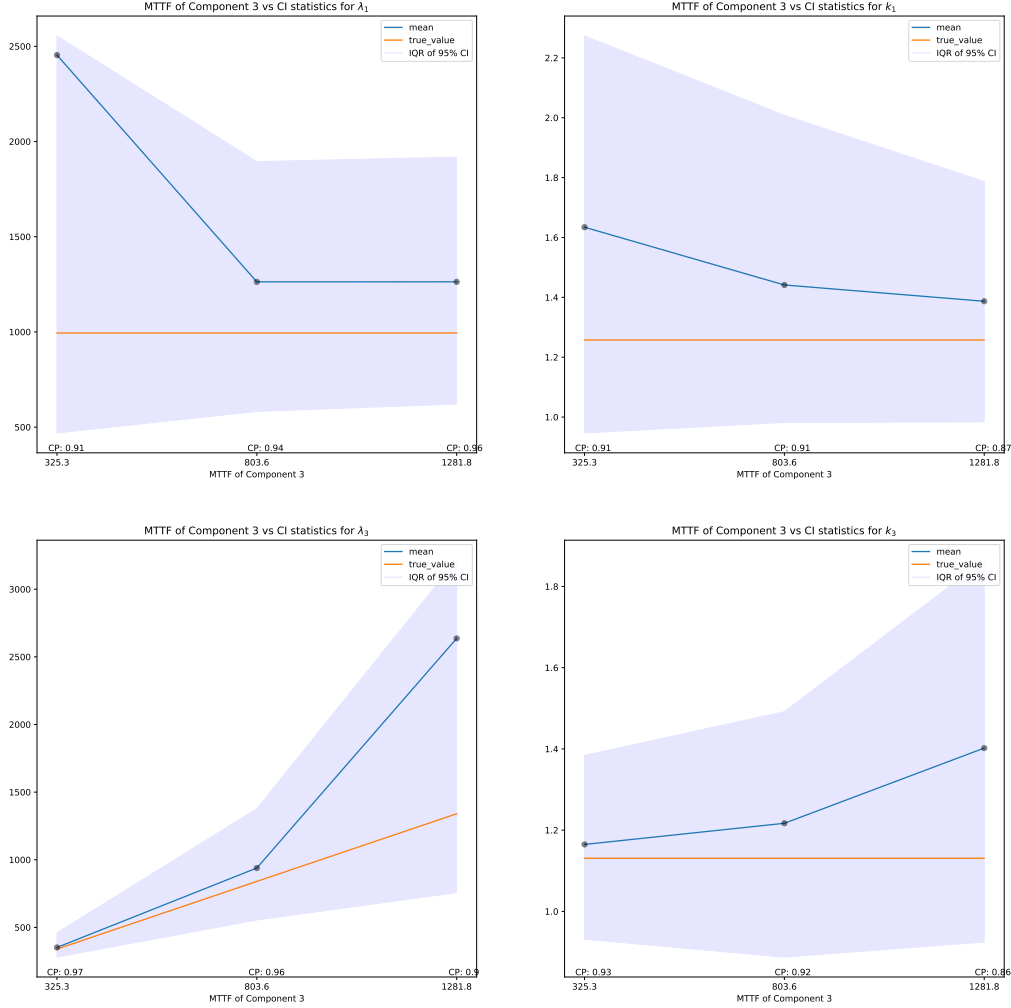 MTTF of Component 3 vs CI statistics for λ₁
mean
true_value
IQR of 95% CI
2500
2000
1500
1000
500
CP: 0.91
CP: 0.94
CP: 0.96
325.3
803.6
1281.8
MTTF of Component 3
MTTF of Component 3 vs CI statistics for k₁
mean
true_value
IQR of 95% CI
2.2
2.0
1.8
1.6
1.4
1.2
1.0
CP: 0.91
CP: 0.91
CP: 0.87
325.3
803.6
1281.8
MTTF of Component 3
MTTF of Component 3 vs CI statistics for λ₃
mean
true_value
IQR of 95% CI
3000
2500
2000
1500
1000
500
CP: 0.97
CP: 0.96
CP: 0.9
325.3
803.6
1281.8
MTTF of Component 3
MTTF of Component 3 vs CI statistics for k₃
mean
true_value
IQR of 95% CI
1.8
1.6
1.4
1.2
1.0
CP: 0.93
CP: 0.92
CP: 0.86
325.3
803.6
1281.8
MTTF of Component 3